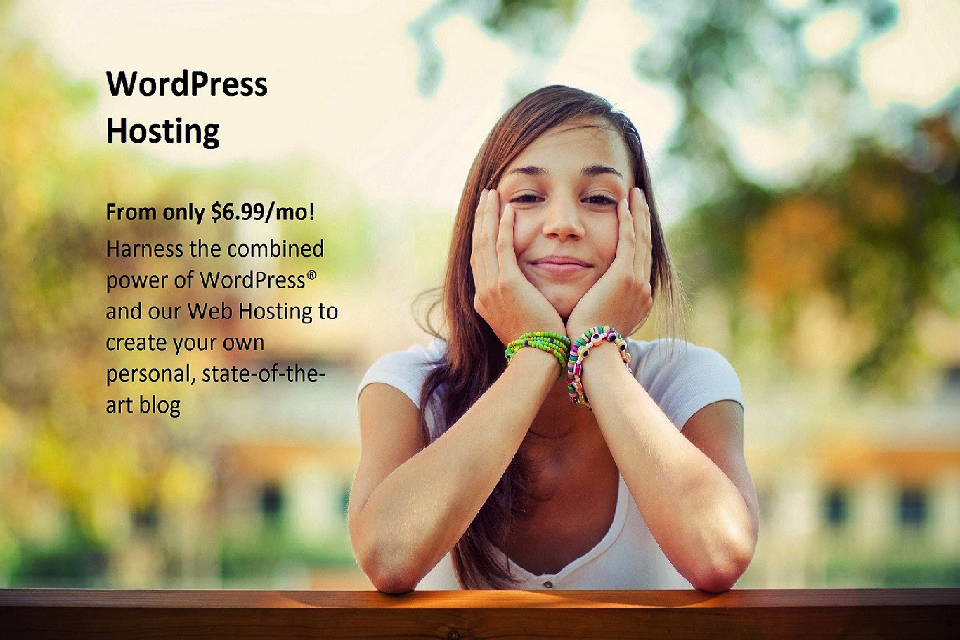 WordPress
Hosting
From only $6.99/mo!
Harness the combined
power of WordPress®
and our Web Hosting to
create your own
personal, state-of-the-
art blog